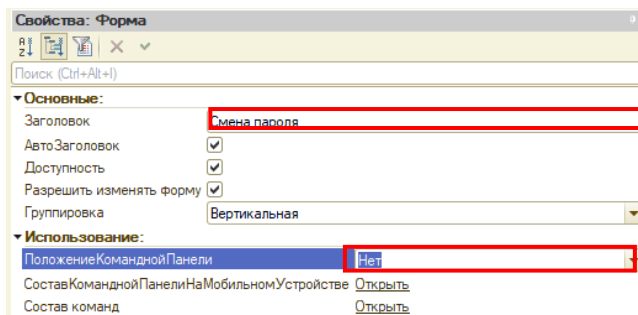 Свойства: Форма
Поиск (Ctrl+Alt+I)
Основные:
Заголовок Смена пароля
АвтоЗаголовок
Доступность
Разрешить изменять форму
Группировка Вертикальная
Использование:
ПоложениеКоманднойПанели Нет
СоставКоманднойПанелиНаМобильномУстройстве Открыть
Состав команд Открыть